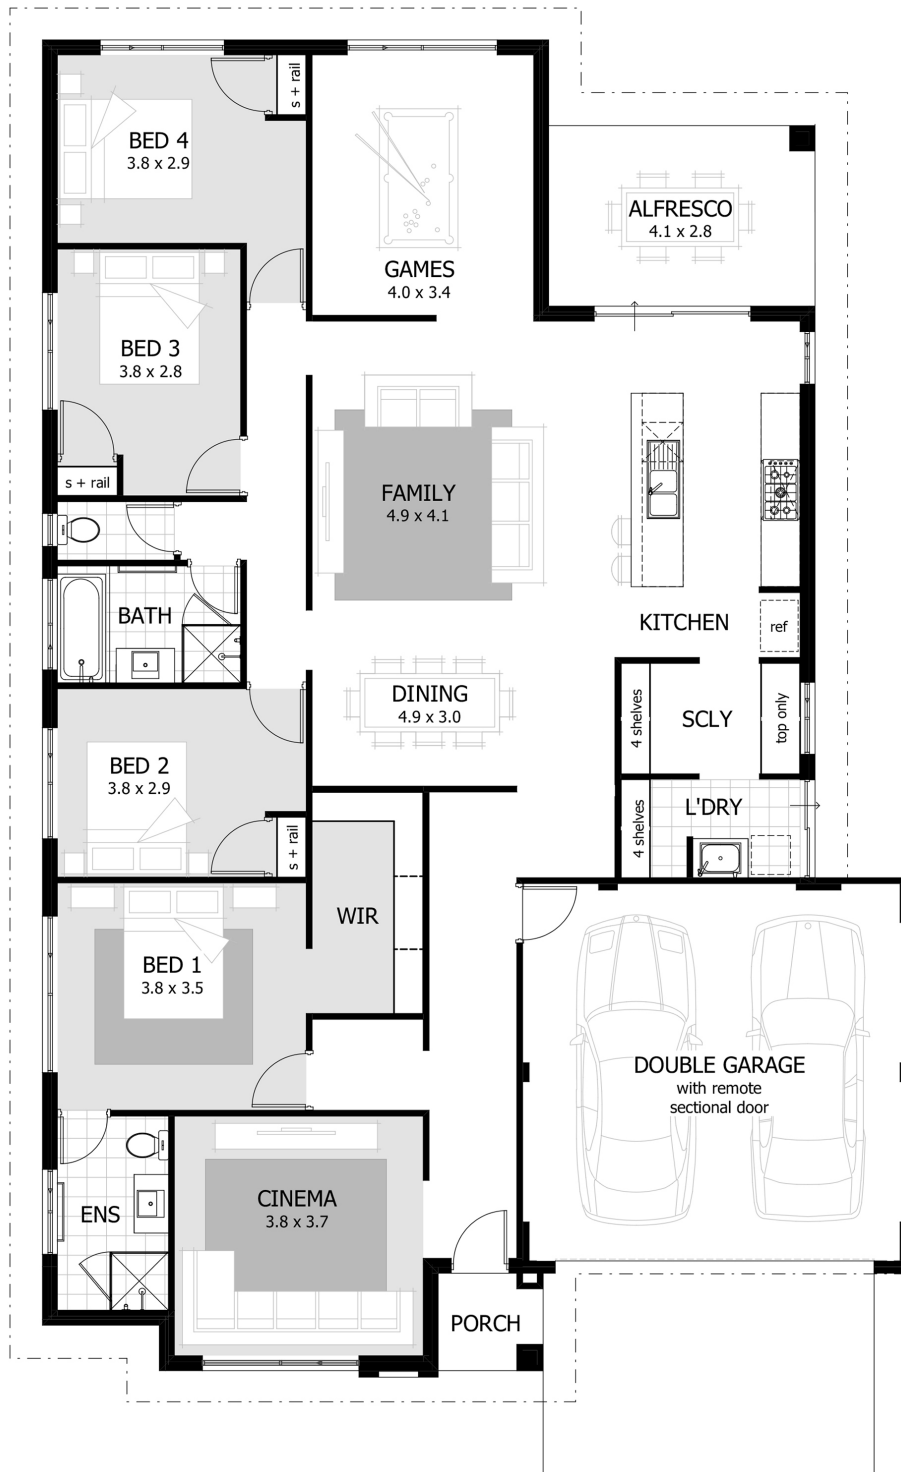 s + rail
BED 4
3.8 x 2.9
ALFRESCO
4.1 x 2.8
GAMES
4.0 x 3.4
BED 3
3.8 x 2.8
s + rail
FAMILY
4.9 x 4.1
BATH
KITCHEN
ref
DINING
4.9 x 3.0
4 shelves
SCLY
top only
BED 2
3.8 x 2.9
s + rail
4 shelves
L'DRY
WIR
BED 1
3.8 x 3.5
DOUBLE GARAGE
with remote
sectional door
ENS
CINEMA
3.8 x 3.7
PORCH